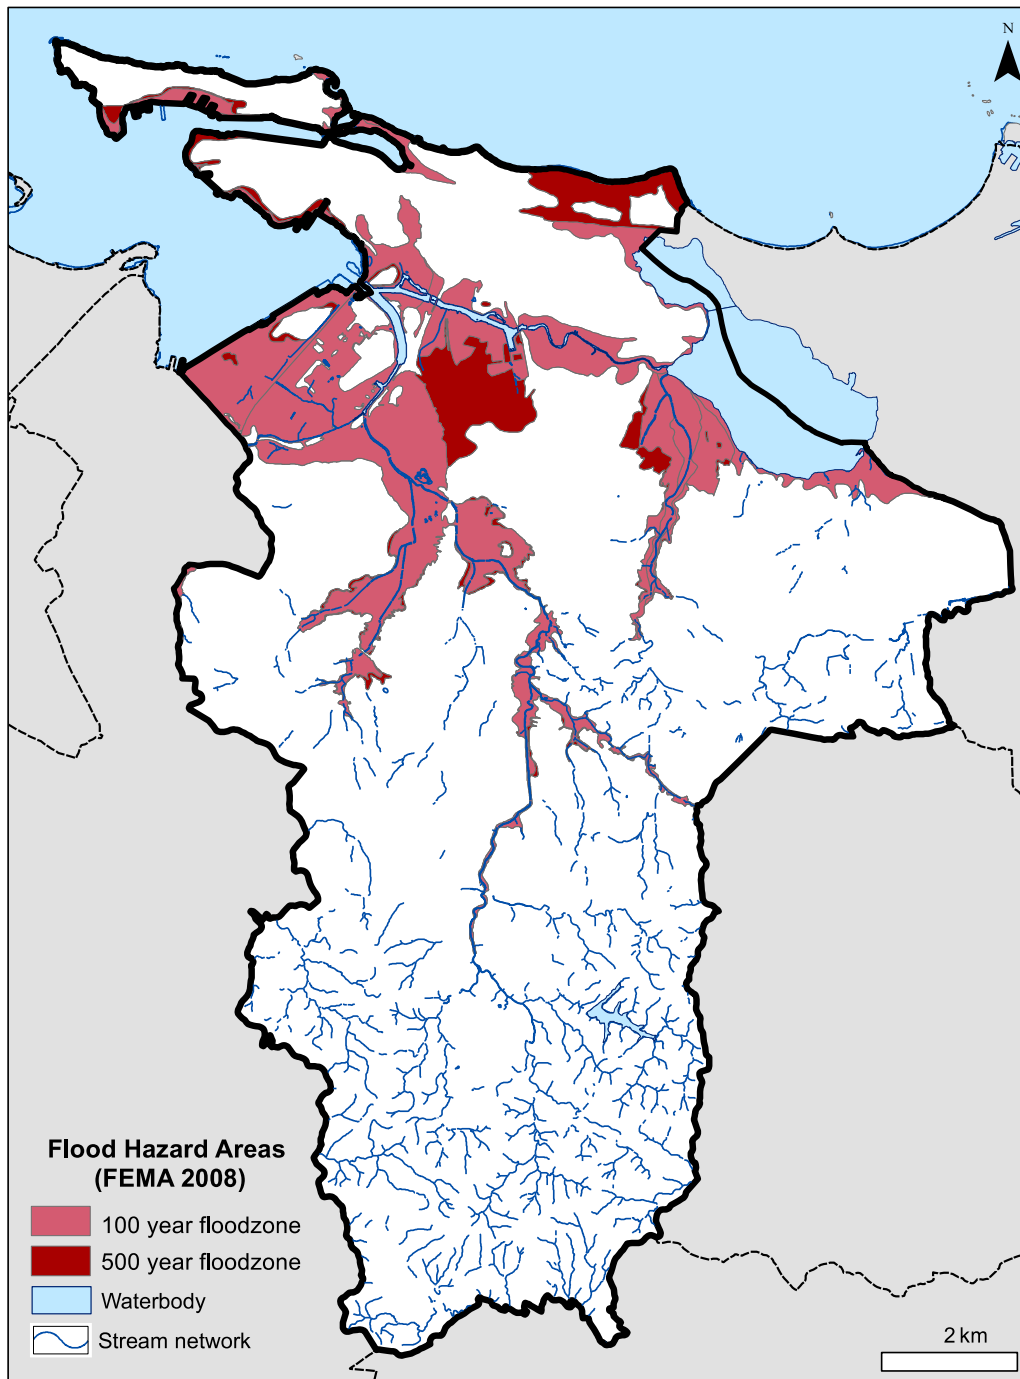 N
Flood Hazard Areas
(FEMA 2008)
100 year floodzone
500 year floodzone
Waterbody
Stream network
2 km